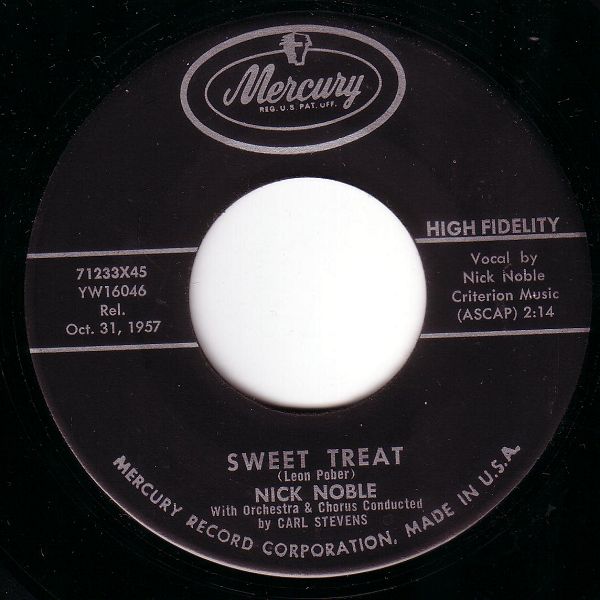 Mercury
REG. U.S. PAT. OFF.
HIGH FIDELITY
71233X45
YW16046
Rel.
Oct. 31, 1957
Vocal by
Nick Noble
Criterion Music
(ASCAP) 2:14
SWEET TREAT
(Leon Pober)
NICK NOBLE
With Orchestra & Chorus Conducted
by CARL STEVENS
MERCURY RECORD CORPORATION, MADE IN U.S.A.